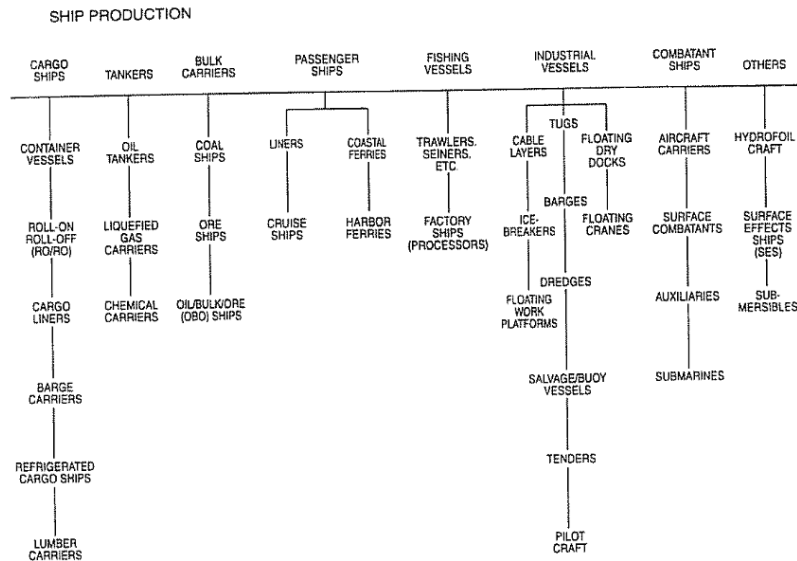 SHIP PRODUCTION
CARGO
SHIPS
TANKERS
BULK
CARRIERS
PASSENGER
SHIPS
FISHING
VESSELS
INDUSTRIAL
VESSELS
COMBATANT
SHIPS
OTHERS
CONTAINER
VESSELS
ROLL-ON
ROLL-OFF
(RO/RO)
CARGO
LINERS
BARGE
CARRIERS
REFRIGERATED
CARGO SHIPS
LUMBER
CARRIERS
OIL
TANKERS
LIQUEFIED
GAS
CARRIERS
CHEMICAL
CARRIERS
COAL
SHIPS
ORE
SHIPS
OIL/BULK/ORE
(OBO) SHIPS
LINERS
CRUISE
SHIPS
COASTAL
FERRIES
HARBOR
FERRIES
TRAWLERS,
SEINERS,
ETC.
FACTORY
SHIPS
(PROCESSORS)
CABLE
LAYERS
ICE-
BREAKERS
FLOATING
WORK
PLATFORMS
TUGS
BARGES
DREDGES
SALVAGE/BUOY
VESSELS
TENDERS
PILOT
CRAFT
FLOATING
DRY
DOCKS
FLOATING
CRANES
AIRCRAFT
CARRIERS
SURFACE
COMBATANTS
AUXILIARIES
SUBMARINES
HYDROFOIL
CRAFT
SURFACE
EFFECTS
SHIPS
(SES)
SUB-
MERSIBLES